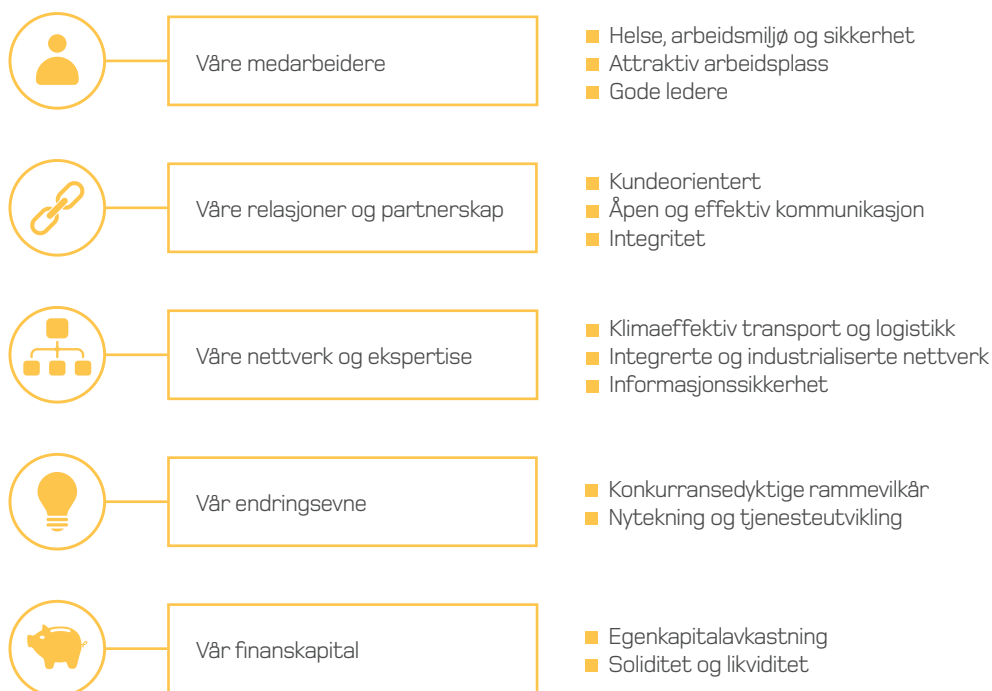 Våre medarbeidere
Helse, arbeidsmiljø og sikkerhet
Attraktiv arbeidsplass
Gode ledere
Våre relasjoner og partnerskap
Kundeorientert
Åpen og effektiv kommunikasjon
Integritet
Våre nettverk og ekspertise
Klimaeffektiv transport og logistikk
Integrerte og industrialiserte nettverk
Informasjonssikkerhet
Vår endringsevne
Konkurransedyktige rammevilkår
Nytekning og tjenesteutvikling
Vår finanskapital
Egenkapitalavkastning
Soliditet og likviditet